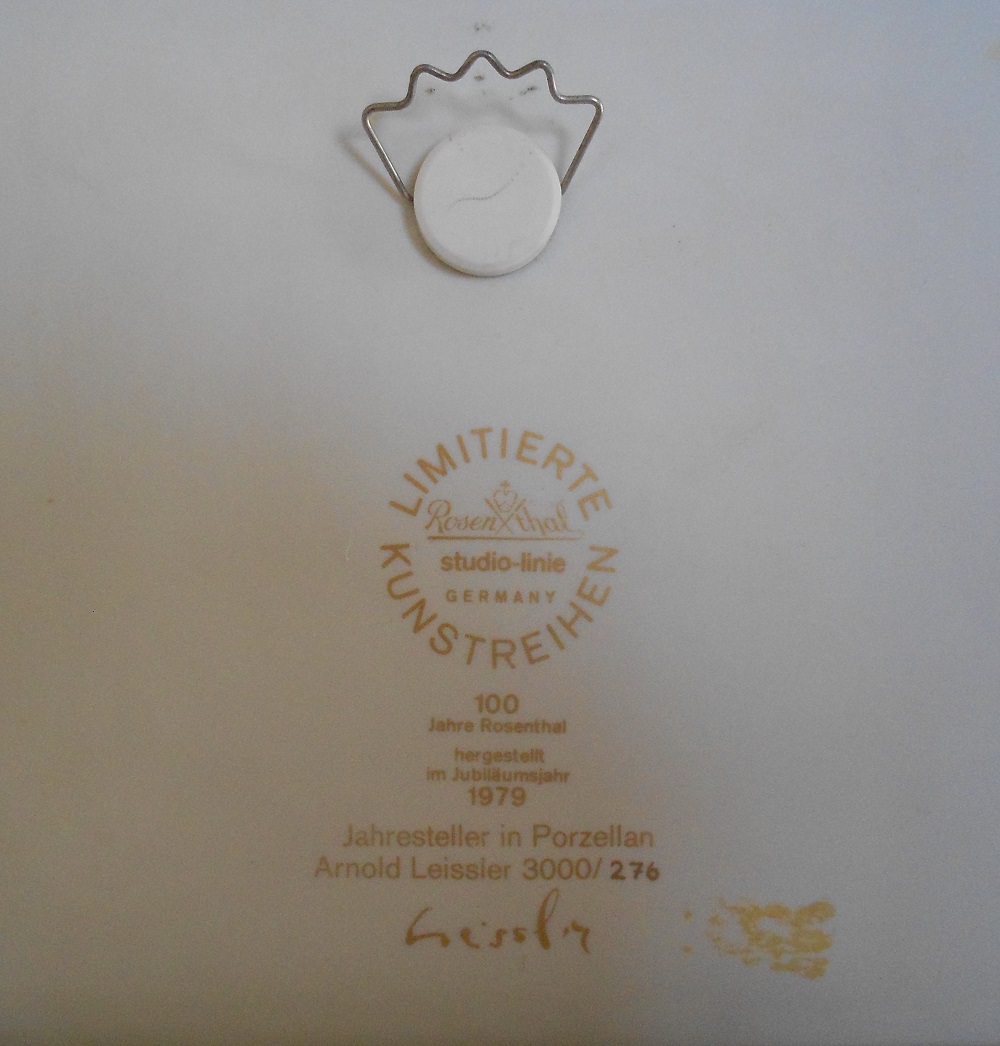 LIMITIERTE
Rosenthal
studio-linie
GERMANY
KUNSTREIHEN
100
Jahre Rosenthal
hergestellt
im Jubiläumsjahr
1979
Jahresteller in Porzellan
Arnold Leissler 3000/ 276
Leissler